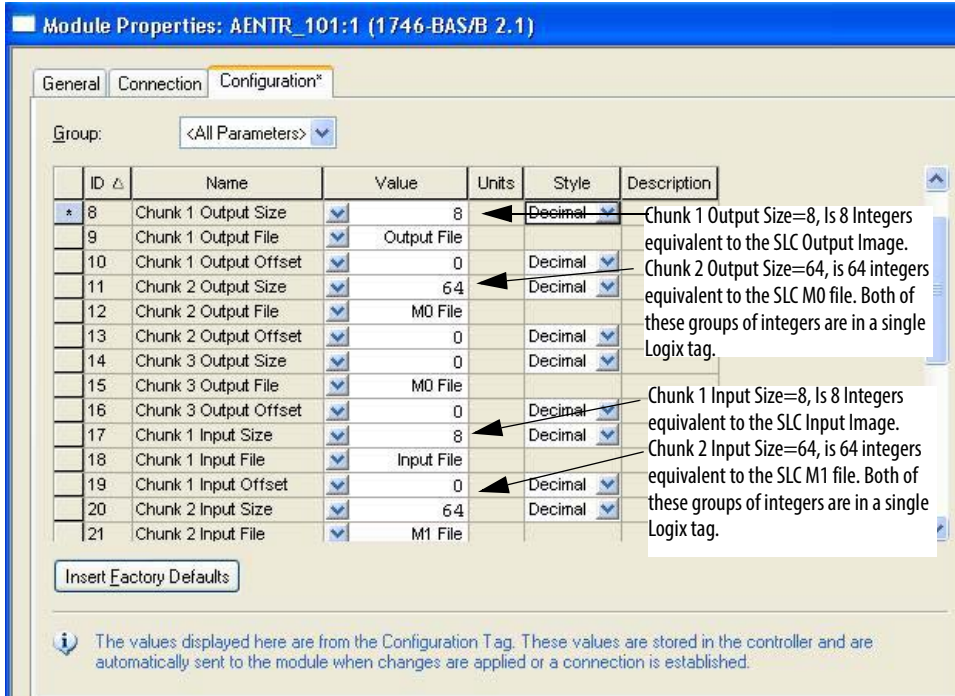 Module Properties: AENTR_101:1 (1746-BAS/B 2.1)
General Connection Configuration*
Group: <All Parameters>
ID Name Value Units Style Description
* 8 Chunk 1 Output Size 8 Decimal
9 Chunk 1 Output File Output File
10 Chunk 1 Output Offset 0 Decimal
11 Chunk 2 Output Size 64 Decimal
12 Chunk 2 Output File M0 File
13 Chunk 2 Output Offset 0 Decimal
14 Chunk 3 Output Size 0 Decimal
15 Chunk 3 Output File M0 File
16 Chunk 3 Output Offset 0 Decimal
17 Chunk 1 Input Size 8 Decimal
18 Chunk 1 Input File Input File
19 Chunk 1 Input Offset 0 Decimal
20 Chunk 2 Input Size 64 Decimal
21 Chunk 2 Input File M1 File
Chunk 1 Output Size=8, Is 8 Integers
equivalent to the SLC Output Image.
Chunk 2 Output Size=64, is 64 integers
equivalent to the SLC M0 file. Both of
these groups of integers are in a single
Logix tag.
Chunk 1 Input Size=8, Is 8 Integers
equivalent to the SLC Input Image.
Chunk 2 Input Size=64, is 64 integers
equivalent to the SLC M1 file. Both of
these groups of integers are in a single
Logix tag.
Insert Factory Defaults
The values displayed here are from the Configuration Tag. These values are stored in the controller and are
automatically sent to the module when changes are applied or a connection is established.